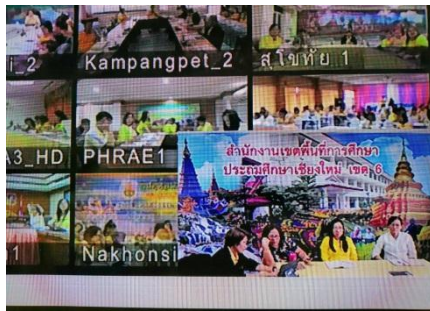 i_2
Kampangpet_2
สุโขทัย_1
A3_HD
PHRAE1
สำนักงานเขตพื้นที่การศึกษา
ประถมศึกษาเชียงใหม่ เขต 6
1
Nakhonsi